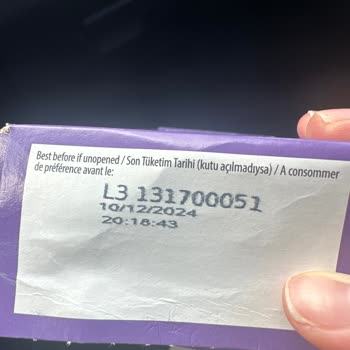 Best before if unopened / Son Tüketim Tarihi (kutu açılmadıysa) / A consommer
de préférence avant le:
L3 131700051
10/12/2024
20:18:43